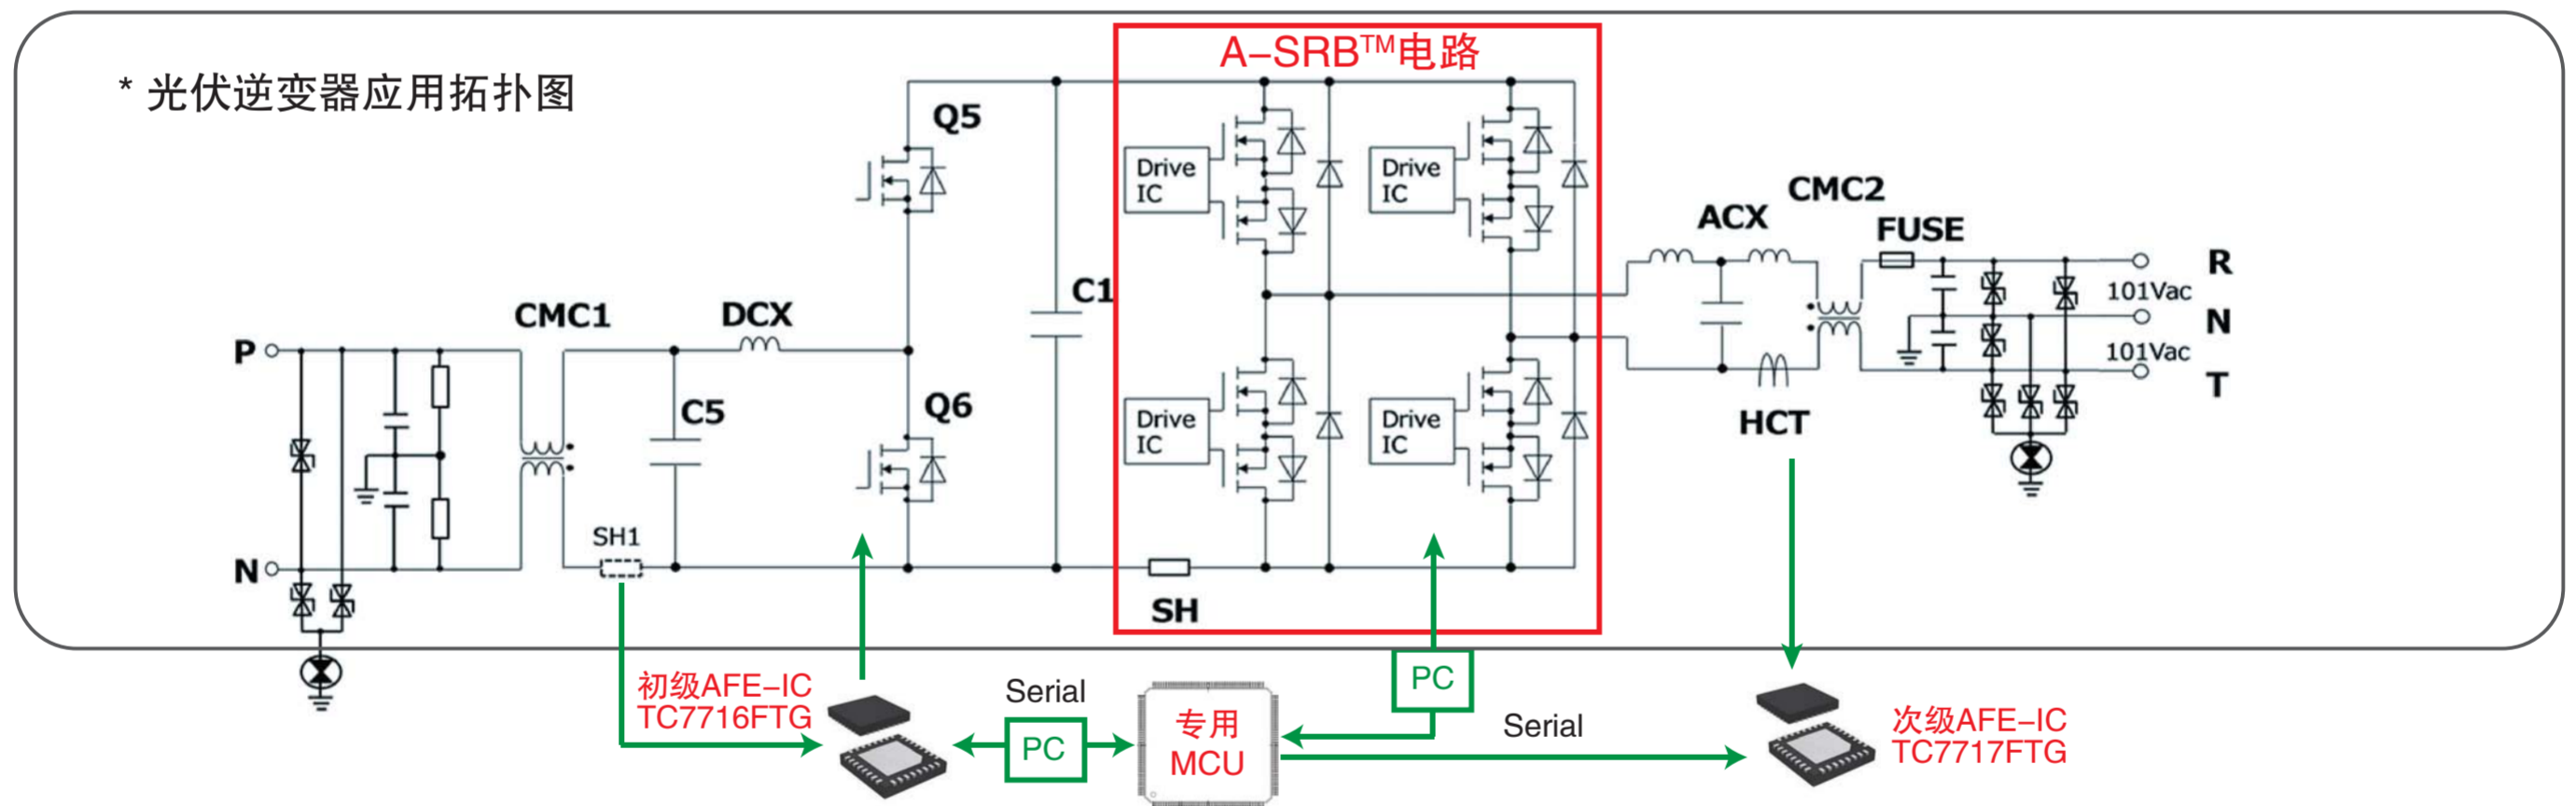 * 光伏逆变器应用拓扑图
A-SRB™电路
Q5
Drive IC
Drive IC
CMC2
ACX
FUSE
R
101Vac
N
101Vac
T
C1
CMC1
DCX
P
C5
Q6
Drive IC
Drive IC
HCT
SH1
N
SH
初级AFE-IC
TC7716FTG
Serial
PC
专用
MCU
PC
Serial
次级AFE-IC
TC7717FTG